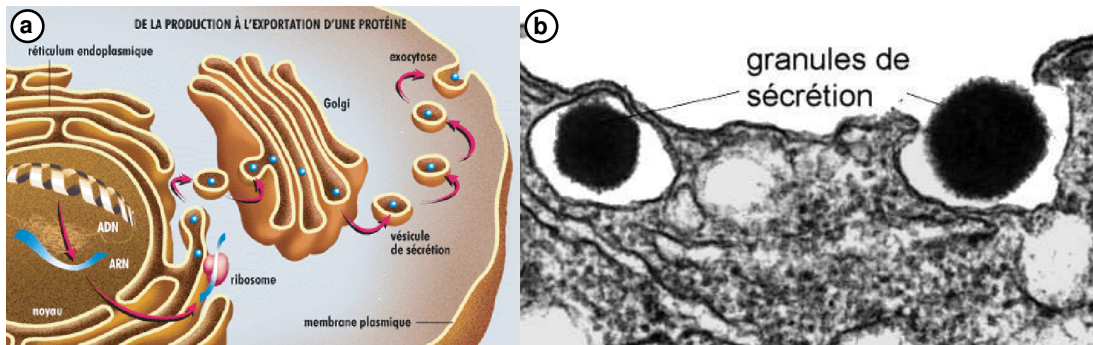 a
DE LA PRODUCTION À L'EXPORTATION D'UNE PROTÉINE
réticulum endoplasmique
exocytose
Golgi
ADN
ARN
vésicule
de sécrétion
ribosome
noyau
membrane plasmique
b
granules de
sécrétion